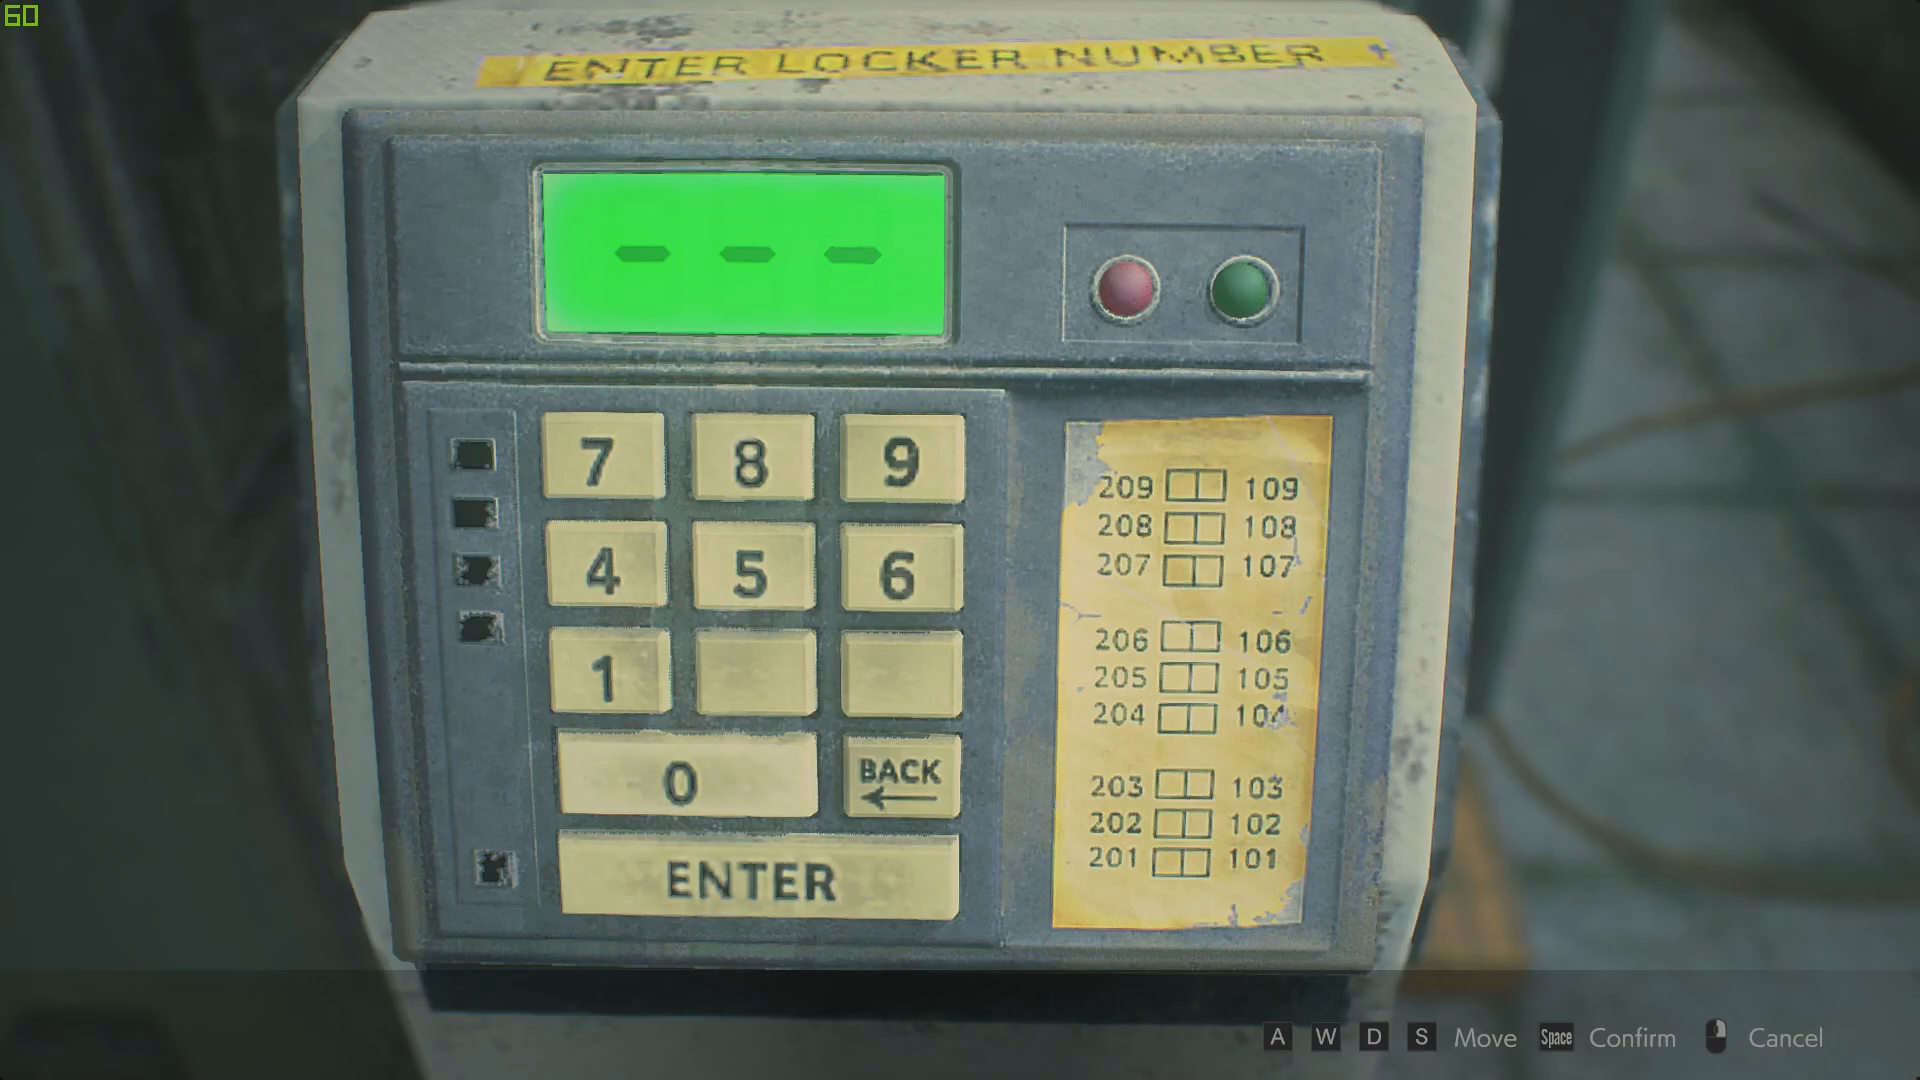 60
ENTER LOCKER NUMBER
- - -
7 8 9
4 5 6
1
0 BACK
ENTER
209 109
208 108
207 107
206 106
205 105
204 104
203 103
202 102
201 101
A W D S Move Space Confirm Cancel